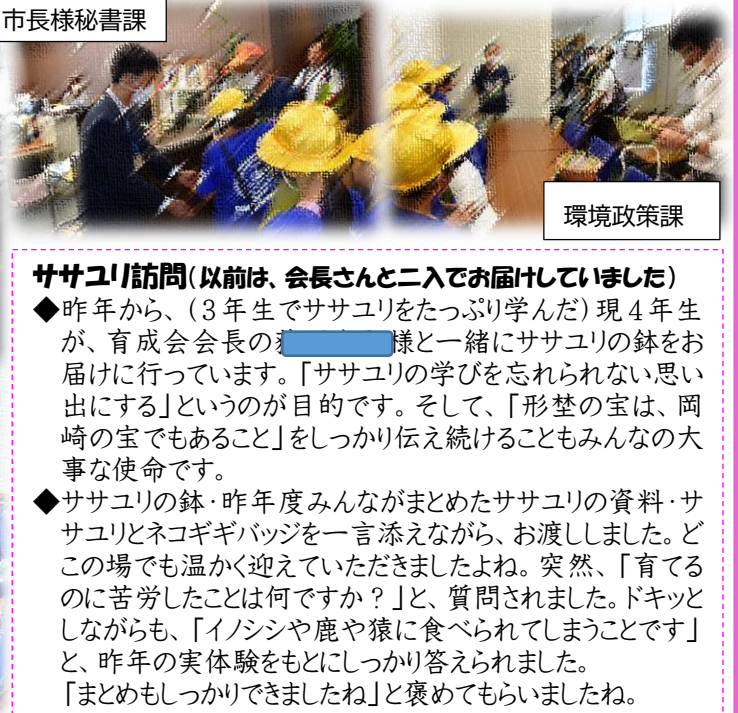 市長様秘書課
環境政策課
ササユリ訪問(以前は、会長さんと二人でお届けしていました)
◆昨年から、(3年生でササユリをたっぷり学んだ)現4年生
が、育成会会長の 様と一緒にササユリの鉢をお
届けに行っています。「ササユリの学びを忘れられない思い
出にする」というのが目的です。そして、「形埜の宝は、岡
崎の宝でもあること」をしっかり伝え続けることもみんなの大
事な使命です。
◆ササユリの鉢・昨年度みんながまとめたササユリの資料・サ
サユリとネコギギバッジを一言添えながら、お渡ししました。ど
この場でも温かく迎えていただきましたよね。突然、「育てる
のに苦労したことは何ですか?」と、質問されました。ドキッと
しながらも、「イノシシや鹿や猿に食べられてしまうことです」
と、昨年の実体験をもとにしっかり答えられました。
「まとめもしっかりできましたね」と褒めてもらいましたね。